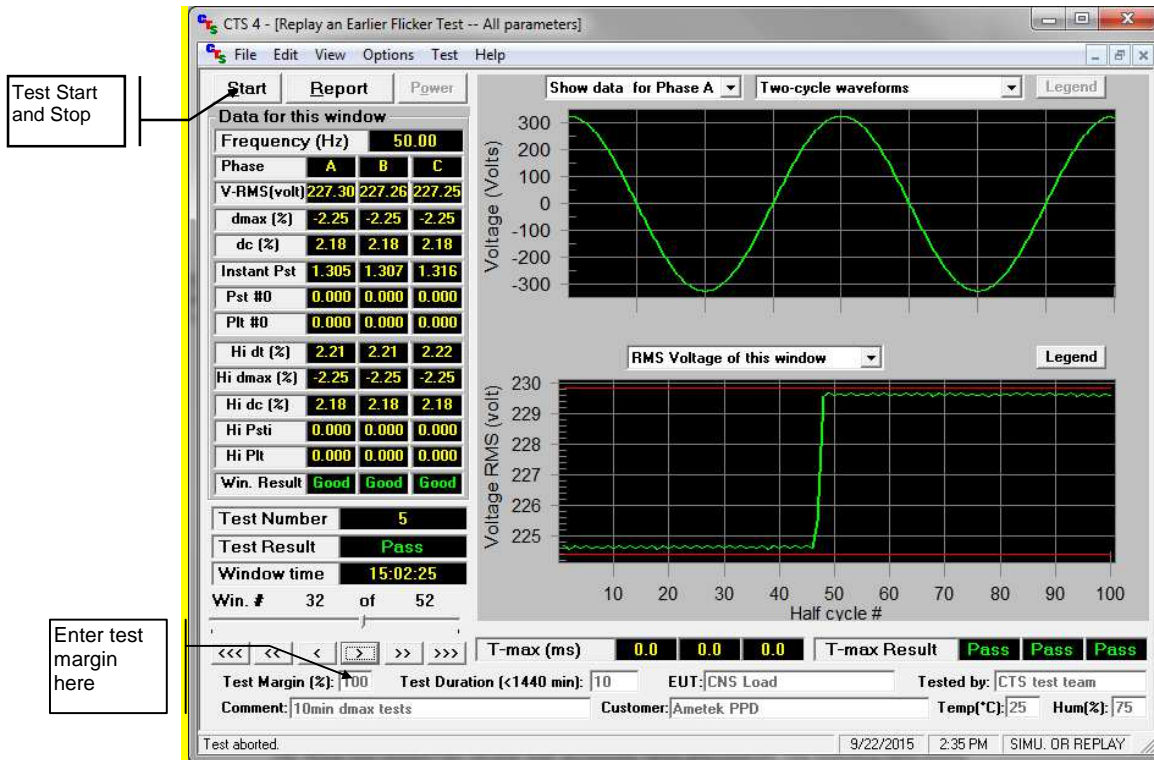 CTS 4 - [Replay an Earlier Flicker Test -- All parameters]
File Edit View Options Test Help
Test Start and Stop
Start Report Power
Show data for Phase A Two-cycle waveforms Legend
Data for this window
Frequency (Hz) 50.00
Phase A B C
V-RMS(volt) 227.30 227.26 227.25
dmax (%) -2.25 -2.25 -2.25
dc (%) 2.18 2.18 2.18
Instant Pst 1.305 1.307 1.316
Pst #0 0.000 0.000 0.000
Plt #0 0.000 0.000 0.000
Hi dt (%) 2.21 2.21 2.22
Hi dmax (%) -2.25 -2.25 -2.25
Hi dc (%) 2.18 2.18 2.18
Hi Psti 0.000 0.000 0.000
Hi Plt 0.000 0.000 0.000
Win. Result Good Good Good
Test Number 5
Test Result Pass
Window time 15:02:25
Win. # 32 of 52
<<< << < > >> >>>
Voltage (Volts)
300
200
100
0
-100
-200
-300
RMS Voltage of this window Legend
Voltage RMS (volt)
230
229
228
227
226
225
10 20 30 40 50 60 70 80 90 100
Half cycle #
T-max (ms) 0.0 0.0 0.0 T-max Result Pass Pass Pass
Enter test margin here
Test Margin (%): 100 Test Duration (<1440 min): 10 EUT: CNS Load Tested by: CTS test team
Comment: 10min dmax tests Customer: Ametek PPD Temp(*C): 25 Hum(%): 75
Test aborted. 9/22/2015 2:35 PM SIMU. OR REPLAY